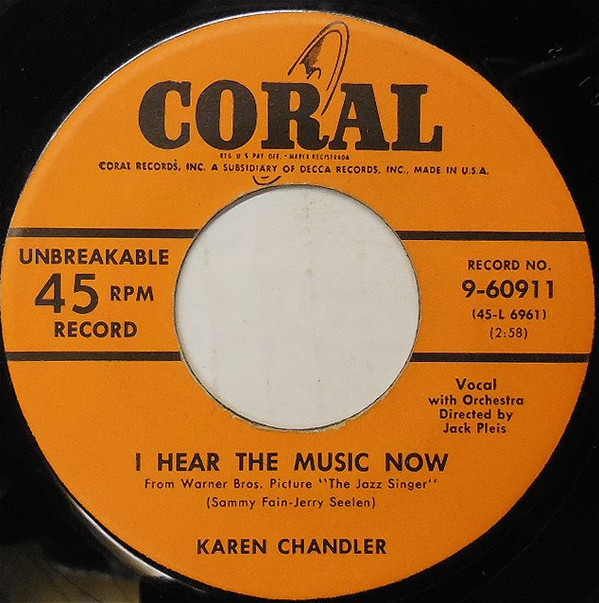 CORAL
REG. U S PAT. OFF. - MARCA REGISTRADA
CORAL RECORDS, INC. A SUBSIDIARY OF DECCA RECORDS, INC., MADE IN U.S.A.
UNBREAKABLE
45 RPM
RECORD
RECORD NO.
9-60911
(45-L 6961)
(2:58)
Vocal
with Orchestra
Directed by
Jack Pleis
I HEAR THE MUSIC NOW
From Warner Bros. Picture "The Jazz Singer"
(Sammy Fain-Jerry Seelen)
KAREN CHANDLER